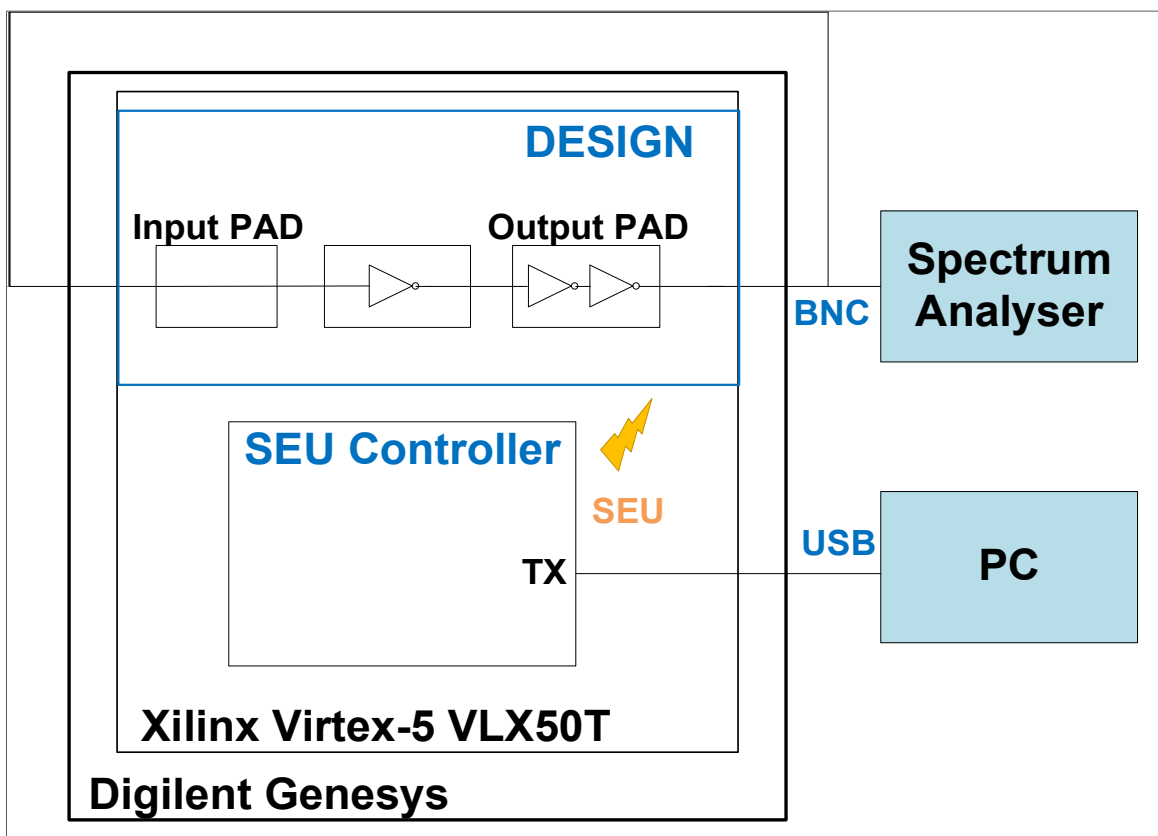 DESIGN
Input PAD
Output PAD
Spectrum
Analyser
BNC
SEU Controller
SEU
TX
USB
PC
Xilinx Virtex-5 VLX50T
Digilent Genesys